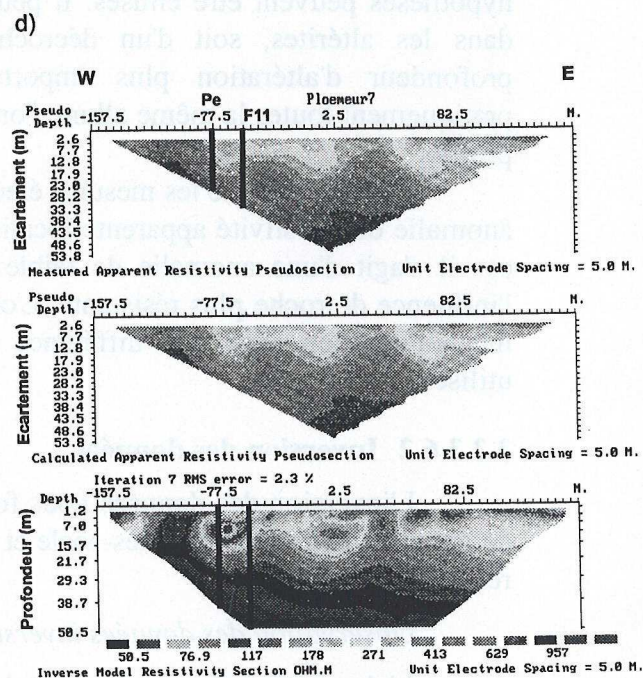 d)
W E
Pe
Ploemeur7
Pseudo
Depth
-157.5 -77.5 F11 2.5 82.5 M.
2.6
7.7
12.8
17.9
23.0
28.2
33.3
38.4
43.5
48.6
53.8
Ecartement (m)
Measured Apparent Resistivity Pseudosection Unit Electrode Spacing = 5.0 M.
Pseudo
Depth
-157.5 -77.5 2.5 82.5 M.
2.6
7.7
12.8
17.9
23.0
28.2
33.3
38.4
43.5
48.6
53.8
Ecartement (m)
Calculated Apparent Resistivity Pseudosection Unit Electrode Spacing = 5.0 M.
Iteration 7 RMS error = 2.3 %
Depth -157.5 -77.5 2.5 82.5 M.
1.2
7.0
15.7
21.7
29.3
38.7
50.5
Profondeur (m)
50.5 76.9 117 178 271 413 629 957
Inverse Model Resistivity Section OHM.M Unit Electrode Spacing = 5.0 M.